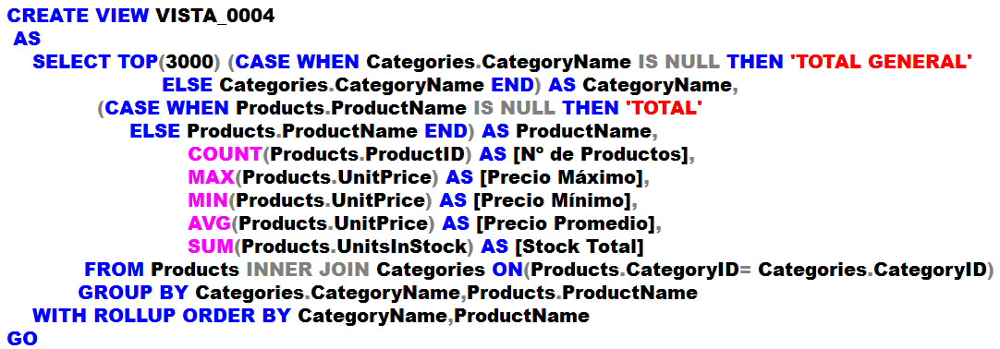 CREATE VIEW VISTA_0004
AS
SELECT TOP(3000) (CASE WHEN Categories.CategoryName IS NULL THEN 'TOTAL GENERAL'
ELSE Categories.CategoryName END) AS CategoryName,
(CASE WHEN Products.ProductName IS NULL THEN 'TOTAL'
ELSE Products.ProductName END) AS ProductName,
COUNT(Products.ProductID) AS [Nº de Productos],
MAX(Products.UnitPrice) AS [Precio Máximo],
MIN(Products.UnitPrice) AS [Precio Mínimo],
AVG(Products.UnitPrice) AS [Precio Promedio],
SUM(Products.UnitsInStock) AS [Stock Total]
FROM Products INNER JOIN Categories ON(Products.CategoryID= Categories.CategoryID)
GROUP BY Categories.CategoryName,Products.ProductName
WITH ROLLUP ORDER BY CategoryName,ProductName
GO